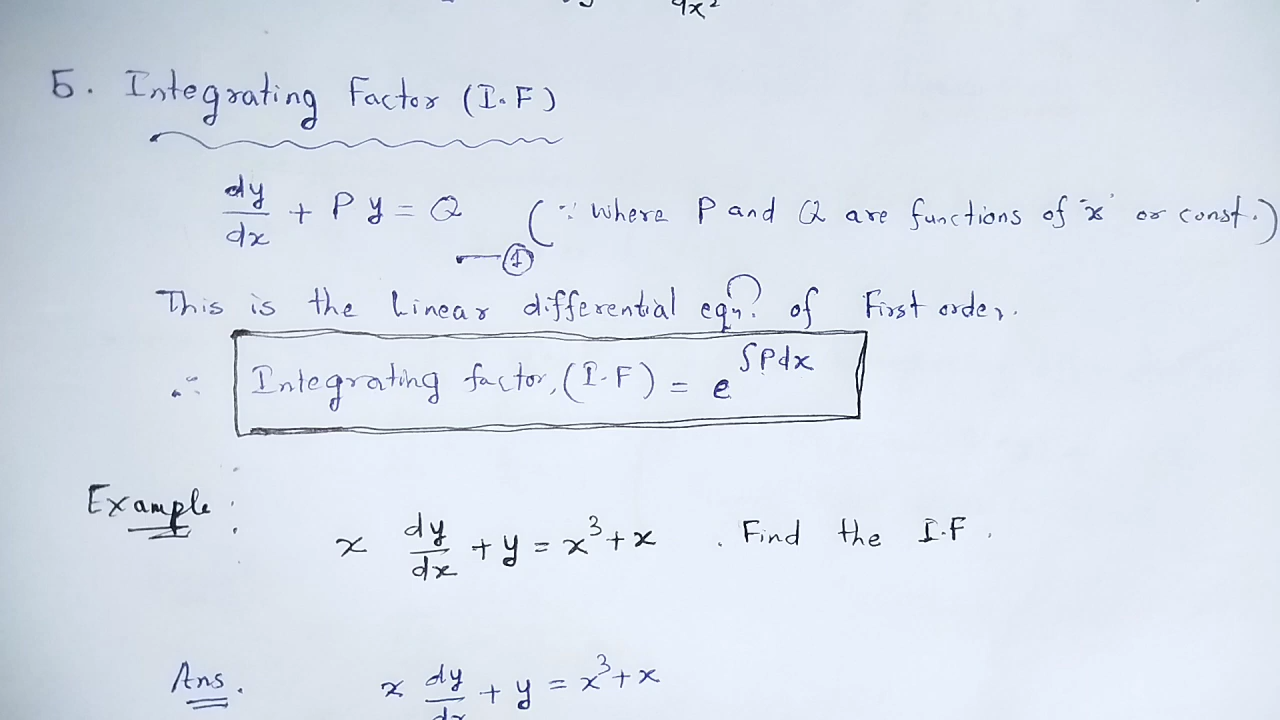 dx²
5. Integrating Factor (I.F)
dy/dx + P y = Q (∵ where P and Q are functions of 'x' or const.)
—①
This is the Linear differential eqn. of First order.
∴ Integrating factor, (I.F) = e^∫Pdx
Example :
x dy/dx + y = x³ + x . Find the I.F.
Ans. x dy/dx + y = x³ + x